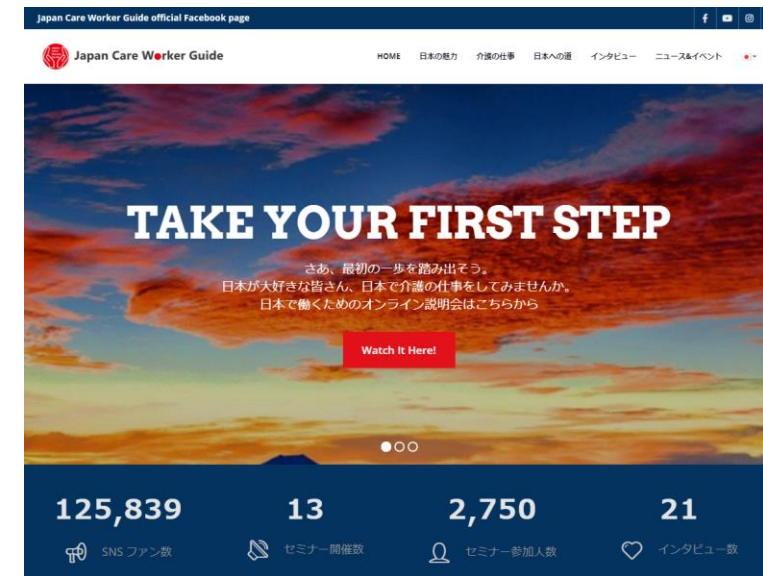 Japan Care Worker Guide official Facebook page
Japan Care Worker Guide
HOME 日本の魅力 介護の仕事 日本への道 インタビュー ニュース&イベント
TAKE YOUR FIRST STEP
さあ、最初の一歩を踏み出そう。
日本が大好きな皆さん、日本で介護の仕事をしてみませんか。
日本で働くためのオンライン説明会はこちらから
Watch It Here!
125,839 13 2,750 21
SNS ファン数 セミナー開催数 セミナー参加人数 インタビュー数